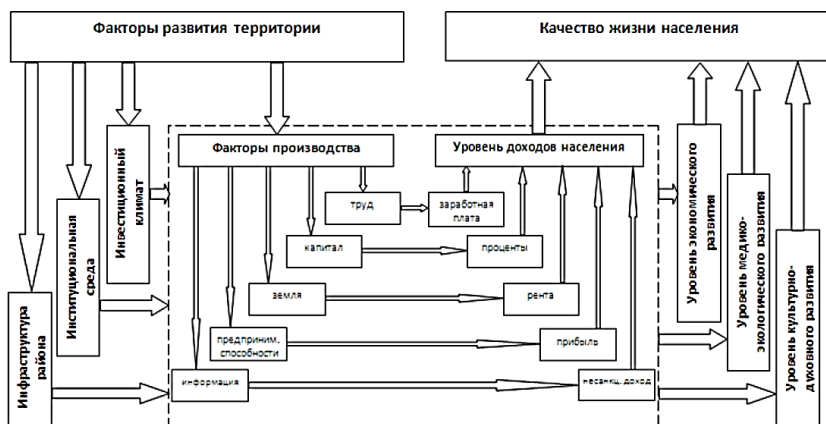 Факторы развития территории
Качество жизни населения
Факторы производства
Уровень доходов населения
Инвестиционный
климат
Институциональная
среда
Инфраструктура
района
труд
заработная
плата
капитал
проценты
земля
рента
предприним.
способности
прибыль
информация
несанкц. доход
Уровень экономического
развития
Уровень медико-
экологического развития
Уровень культурно-
духовного развития